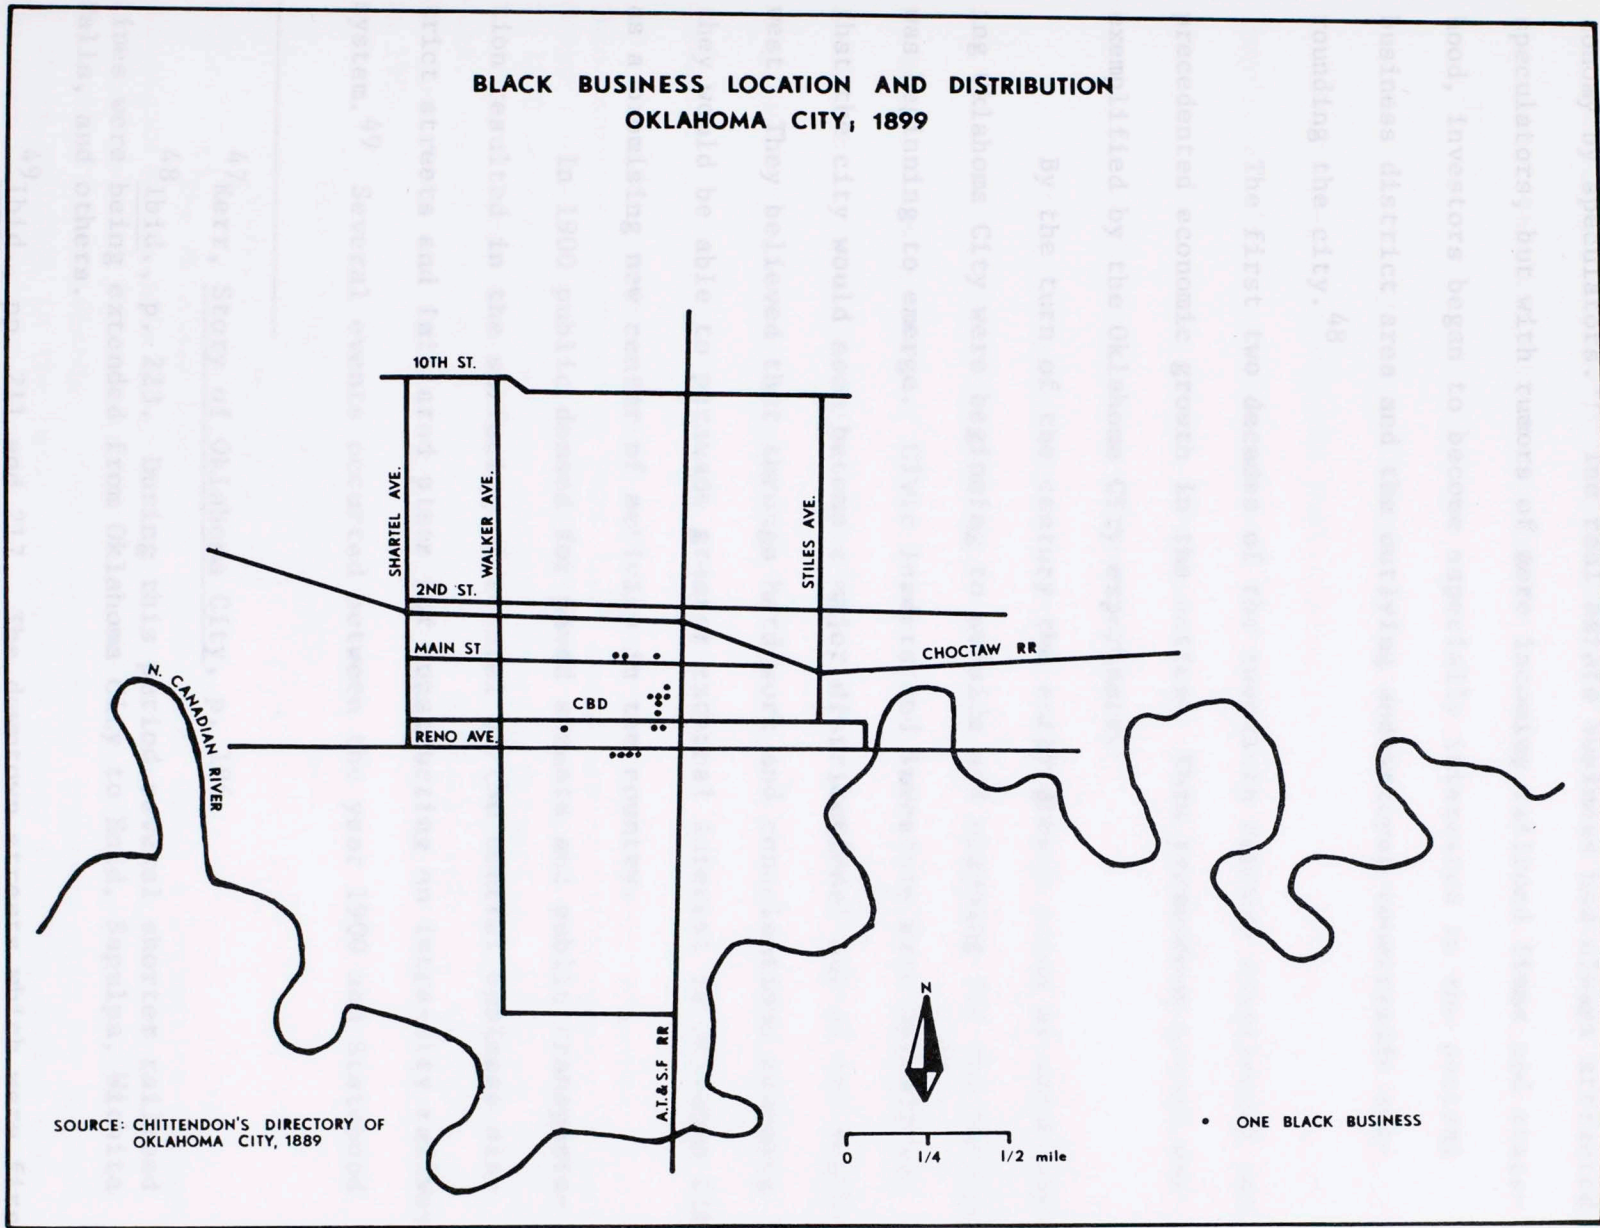 BLACK BUSINESS LOCATION AND DISTRIBUTION
OKLAHOMA CITY, 1899
10TH ST.
SHARTEL AVE.
WALKER AVE.
STILES AVE.
2ND ST.
MAIN ST
CHOCTAW RR
N. CANADIAN RIVER
CBD
RENO AVE.
A.T.& S.F RR
N
SOURCE: CHITTENDON'S DIRECTORY OF
OKLAHOMA CITY, 1889
0 1/4 1/2 mile
• ONE BLACK BUSINESS